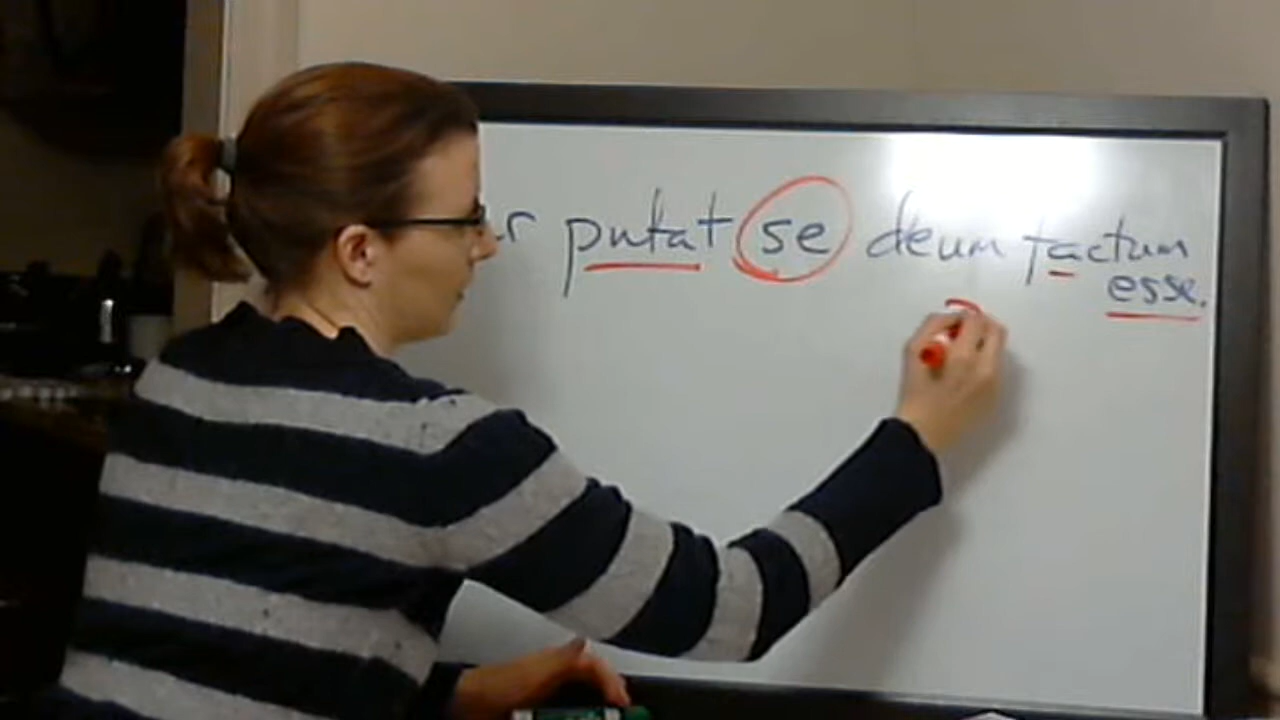 r putat se deum factum
esse.